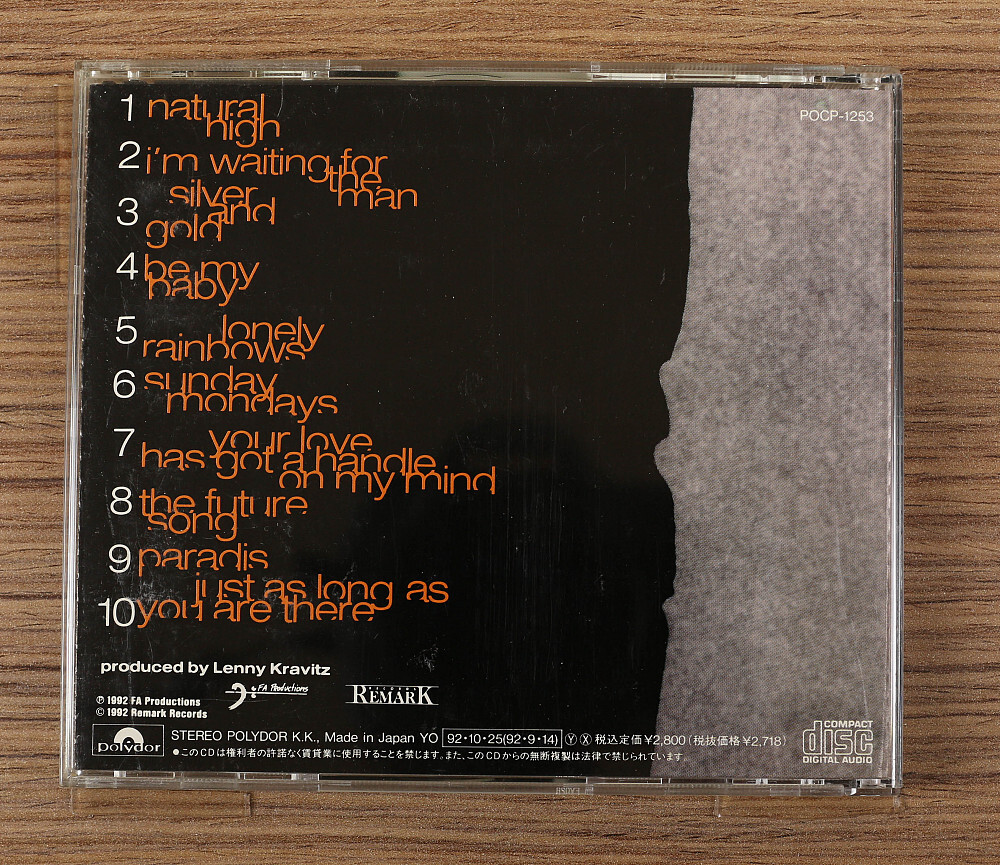 1 natural
high
POCP-1253
2 i'm waiting for
the
man
silver
3 and
gold
4 be my
baby
lonely
5 rainbows
6 sunday
mondays
your love
7 has got a handle
on my mind
8 the future
song
9 paradis
just as long as
10 you are there
produced by Lenny Kravitz
FA Productions
REMARK
℗ 1992 FA Productions
© 1992 Remark Records
polydor
STEREO POLYDOR K.K., Made in Japan YO 92・10・25(92・9・14) Ⓨ Ⓧ 税込定価¥2,800(税抜価格¥2,718)
●このCDは権利者の許諾なく賃貸業に使用することを禁じます。また、このCDからの無断複製は法律で禁じられています。
COMPACT
disc
DIGITAL AUDIO